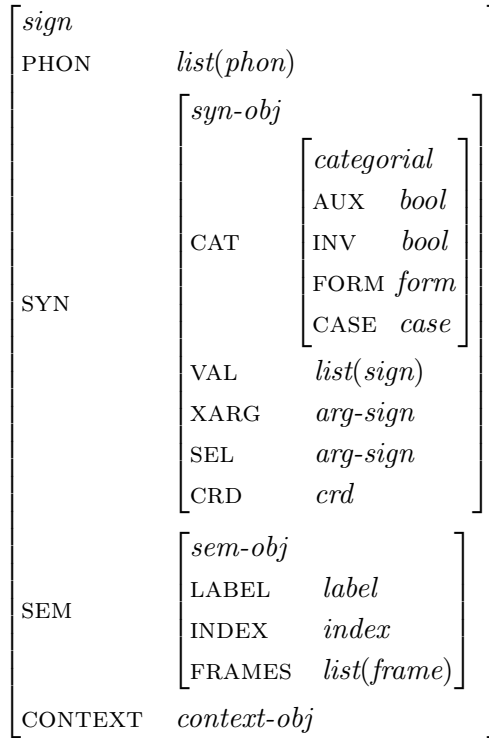 sign
PHON list(phon)
syn-obj
categorial
AUX bool
CAT INV bool
FORM form
SYN CASE case
VAL list(sign)
XARG arg-sign
SEL arg-sign
CRD crd
sem-obj
LABEL label
SEM INDEX index
FRAMES list(frame)
CONTEXT context-obj